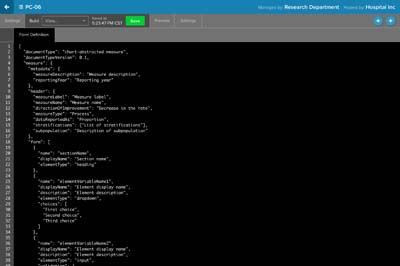 PC-06
Managed by Research Department
Hosted by Hospital Inc
Settings
Build
View...
Saved at
5:23:47 PM CST
Save
Preview
Settings
Form Definition
1 {
2 "documentType": "chart-abstracted measure",
3 "documentTypeVersion": 0.1,
4 "measure": {
5 "metadata": {
6 "measureDescription": "Measure description",
7 "reportingYear": "Reporting year"
8 },
9 "header": {
10 "measureLabel": "Measure label",
11 "measureName": "Measure name",
12 "directionOfImprovement": "Decrease in the rate",
13 "measureType": "Process",
14 "dataReportedAs": "Proportion",
15 "stratifications": ["List of stratifications"],
16 "subpopulation": "Description of subpopulation"
17 },
18 "form": [
19 {
20 "name": "sectionName",
21 "displayName": "Section name",
22 "elementType": "heading"
23 },
24 {
25 "name": "elementVariableName1",
26 "displayName": "Element display name",
27 "description": "Element description",
28 "elementType": "dropdown",
29 "choices": [
30 "First choice",
31 "Second choice",
32 "Third choice"
33 ]
34 },
35 {
36 "name": "elementVariableName2",
37 "displayName": "Element display name",
38 "description": "Element description",
39 "elementType": "input",